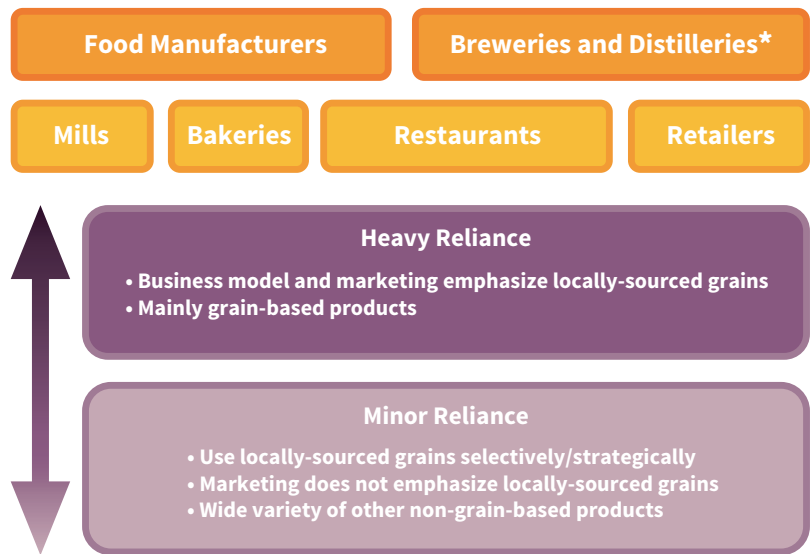 Food Manufacturers
Breweries and Distilleries*
Mills
Bakeries
Restaurants
Retailers
Heavy Reliance
• Business model and marketing emphasize locally-sourced grains
• Mainly grain-based products
Minor Reliance
• Use locally-sourced grains selectively/strategically
• Marketing does not emphasize locally-sourced grains
• Wide variety of other non-grain-based products